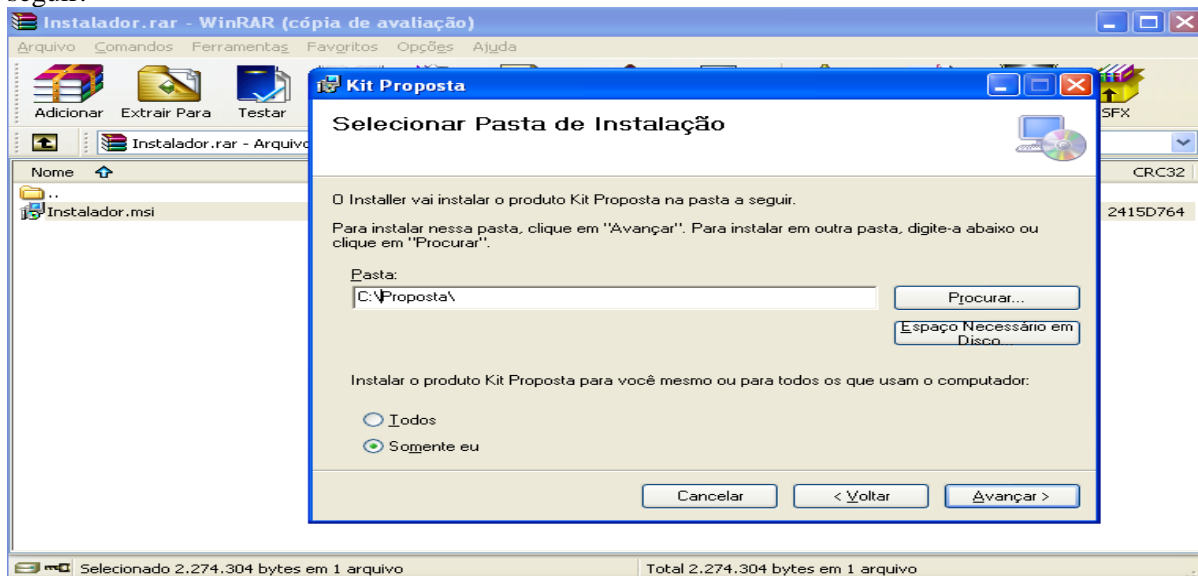 Instalador.rar - WinRAR (cópia de avaliação)
Arquivo Comandos Ferramentas Favoritos Opções Ajuda
Adicionar Extrair Para Testar
SFX
Instalador.rar - Arquivo
Nome
CRC32
..
Instalador.msi
2415D764
Kit Proposta
Selecionar Pasta de Instalação
O Installer vai instalar o produto Kit Proposta na pasta a seguir.
Para instalar nessa pasta, clique em "Avançar". Para instalar em outra pasta, digite-a abaixo ou
clique em "Procurar".
Pasta:
C:\Proposta\
Procurar...
Espaço Necessário em
Disco...
Instalar o produto Kit Proposta para você mesmo ou para todos os que usam o computador:
Todos
Somente eu
Cancelar < Voltar Avançar >
Selecionado 2.274.304 bytes em 1 arquivo Total 2.274.304 bytes em 1 arquivo